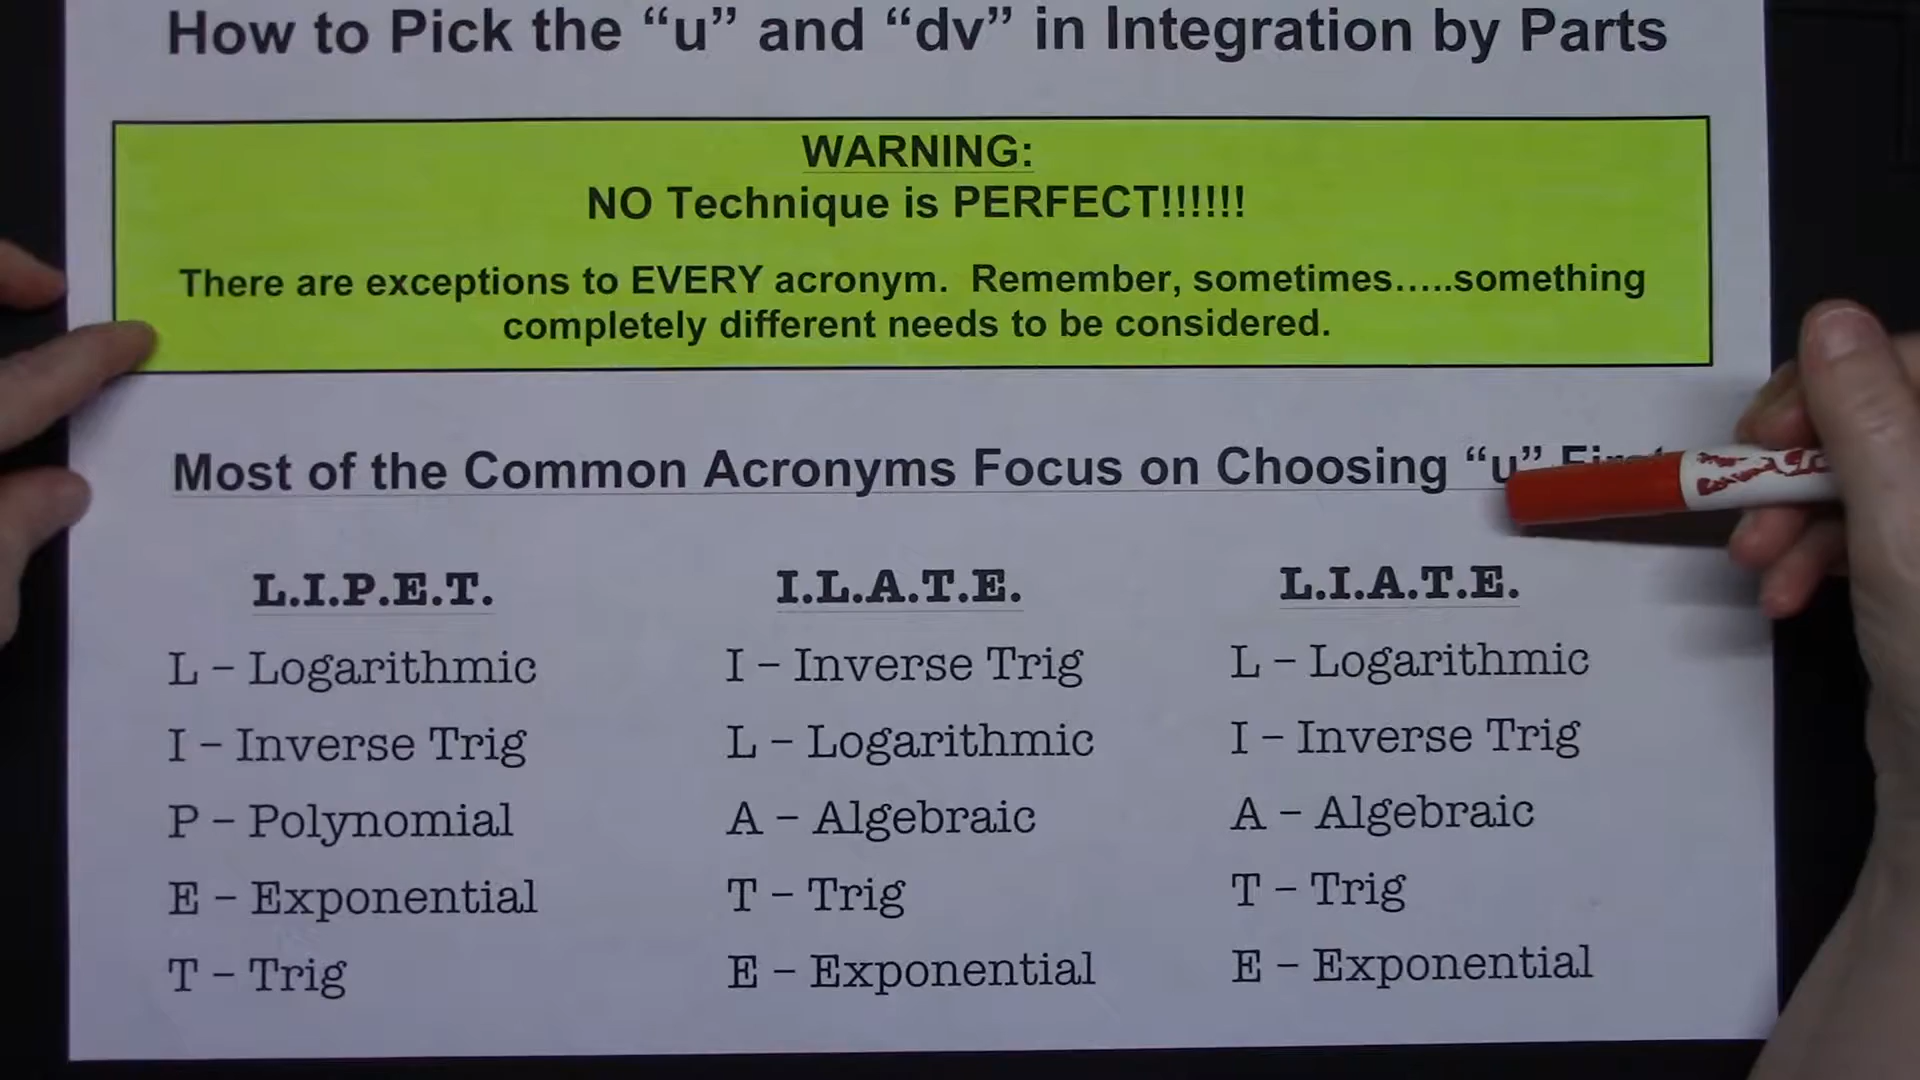 How to Pick the “u” and “dv” in Integration by Parts
WARNING:
NO Technique is PERFECT!!!!!!
There are exceptions to EVERY acronym. Remember, sometimes…..something
completely different needs to be considered.
Most of the Common Acronyms Focus on Choosing “u”
L.I.P.E.T.
L – Logarithmic
I – Inverse Trig
P – Polynomial
E – Exponential
T – Trig
I.L.A.T.E.
I – Inverse Trig
L – Logarithmic
A – Algebraic
T – Trig
E – Exponential
L.I.A.T.E.
L – Logarithmic
I – Inverse Trig
A – Algebraic
T – Trig
E – Exponential